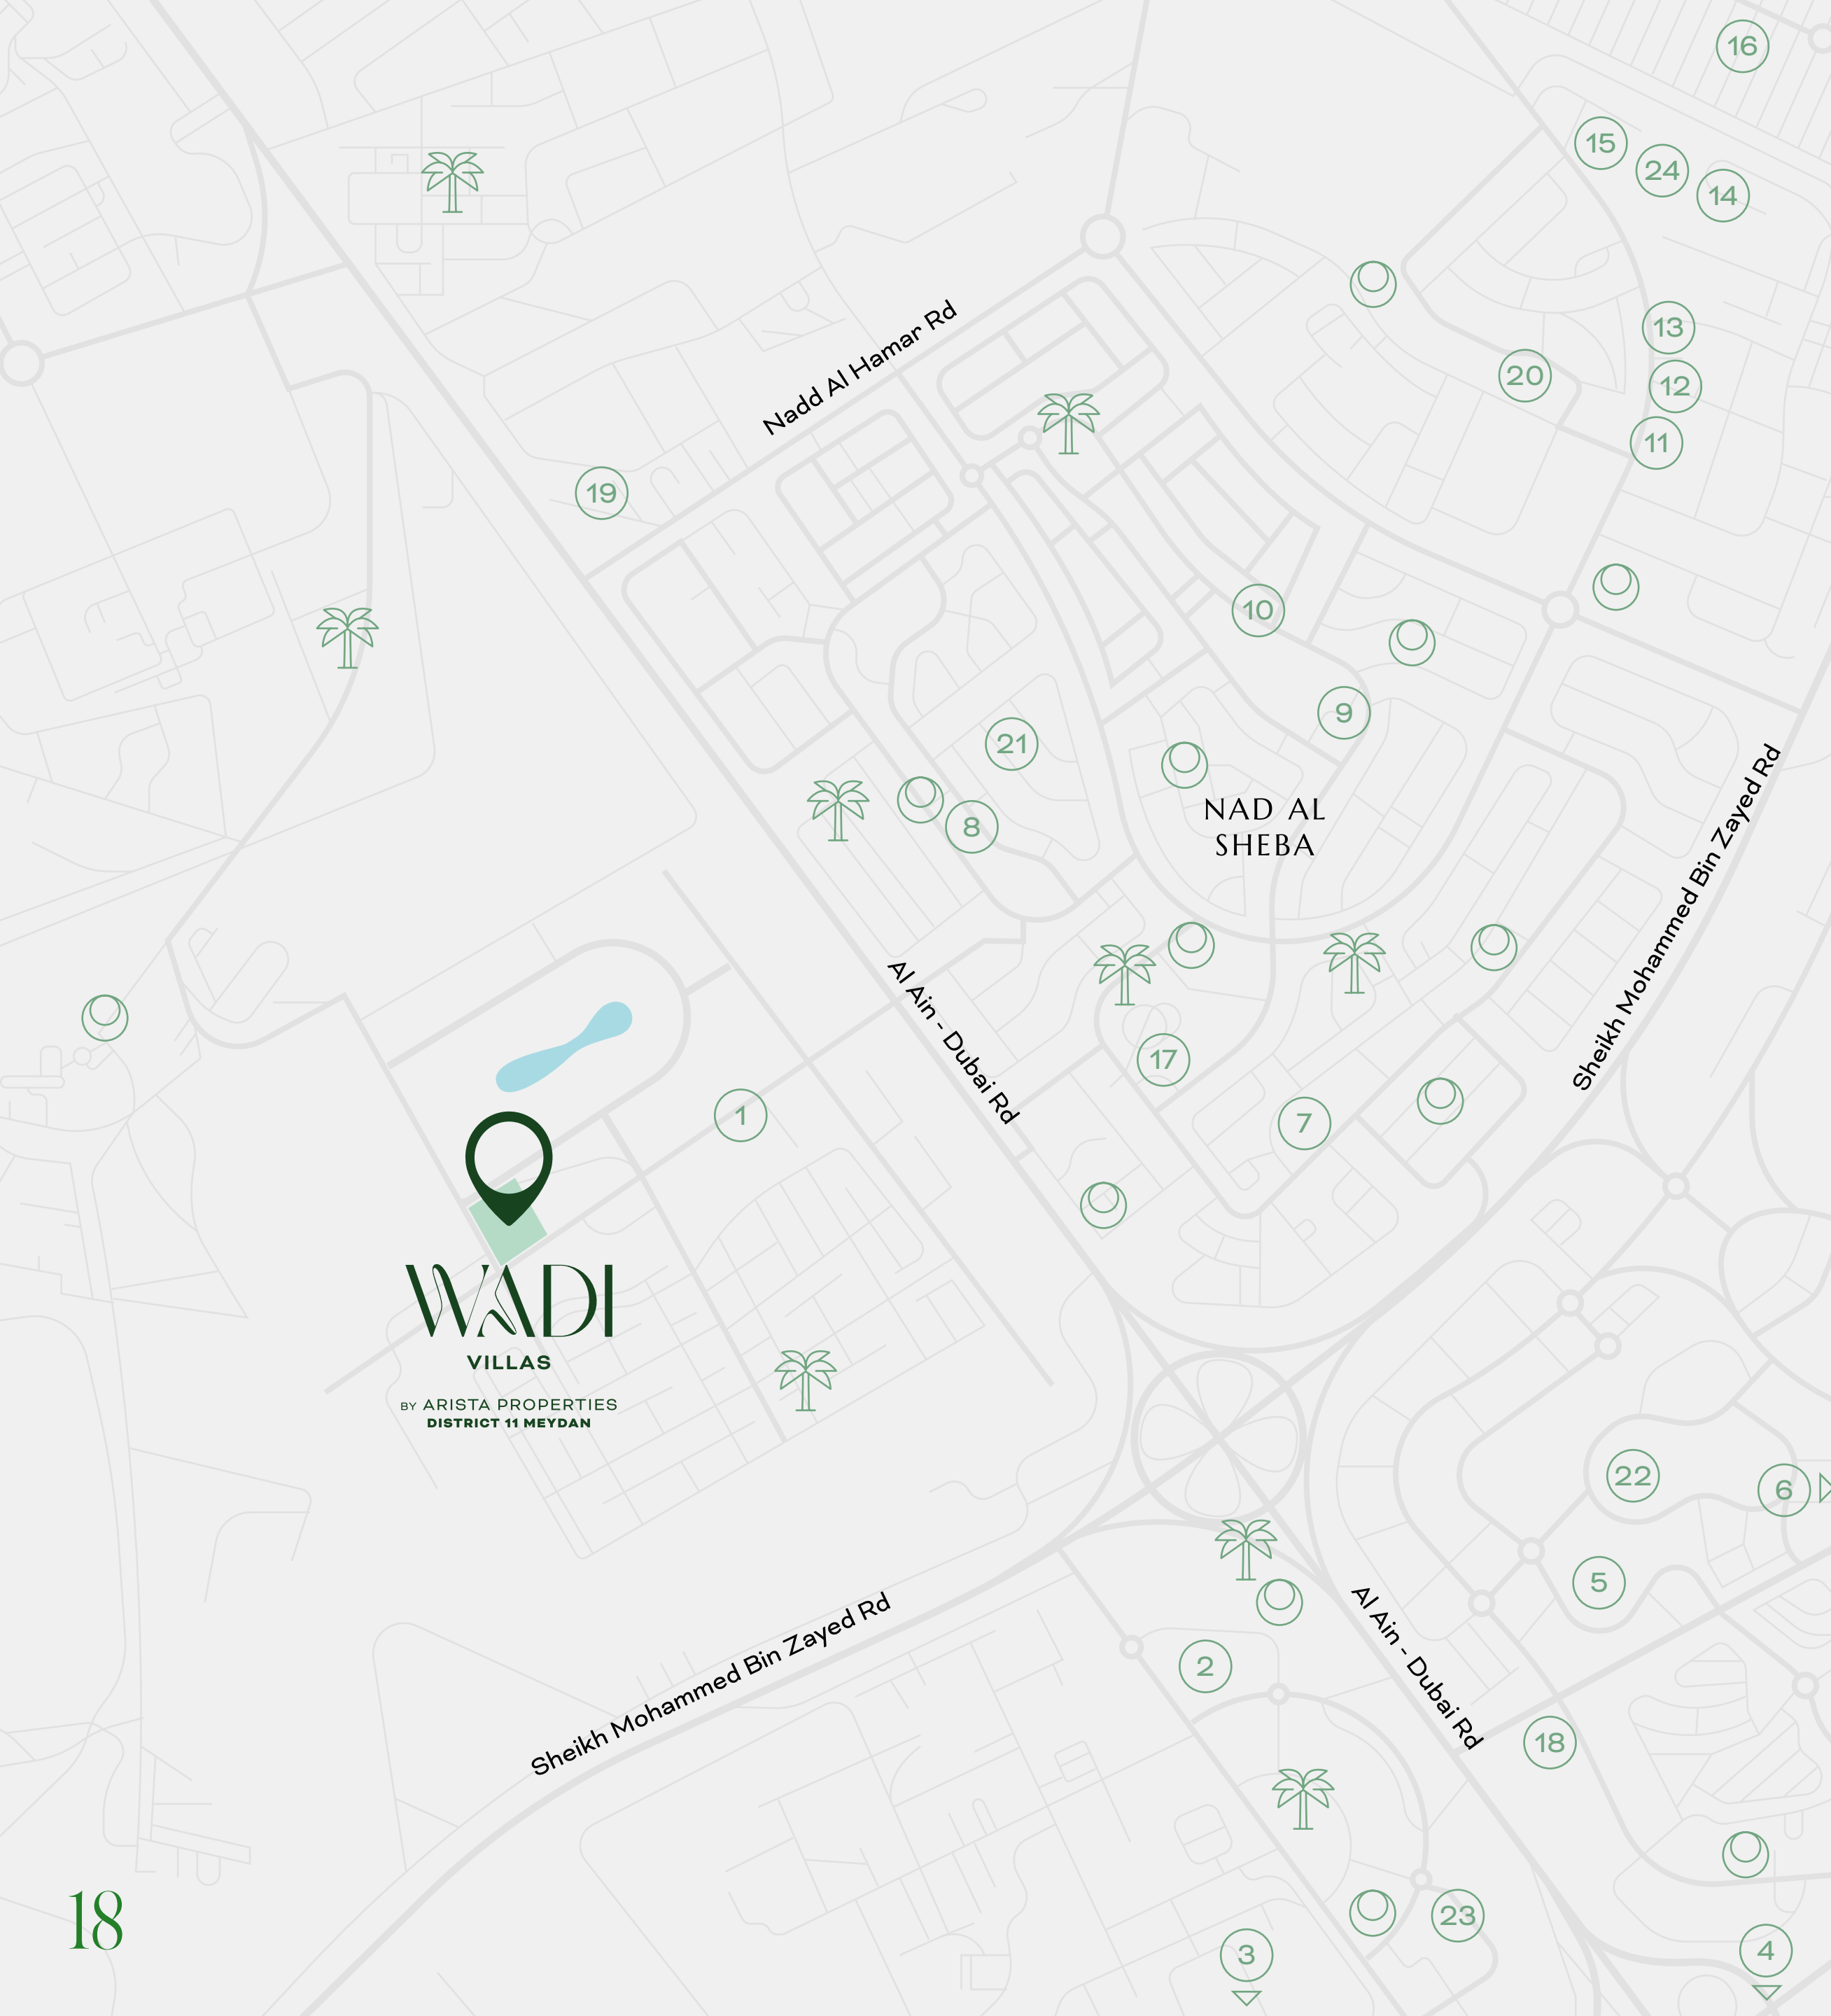 16
15
24
14
Nadd Al Hamar Rd
13
20
12
11
19
10
9
21
8
NAD AL
SHEBA
Sheikh Mohammed Bin Zayed Rd
Al Ain - Dubai Rd
17
1
7
WADI
VILLAS
BY ARISTA PROPERTIES
DISTRICT 11 MEYDAN
22
6
5
Al Ain - Dubai Rd
Sheikh Mohammed Bin Zayed Rd
2
18
18
23
3
4